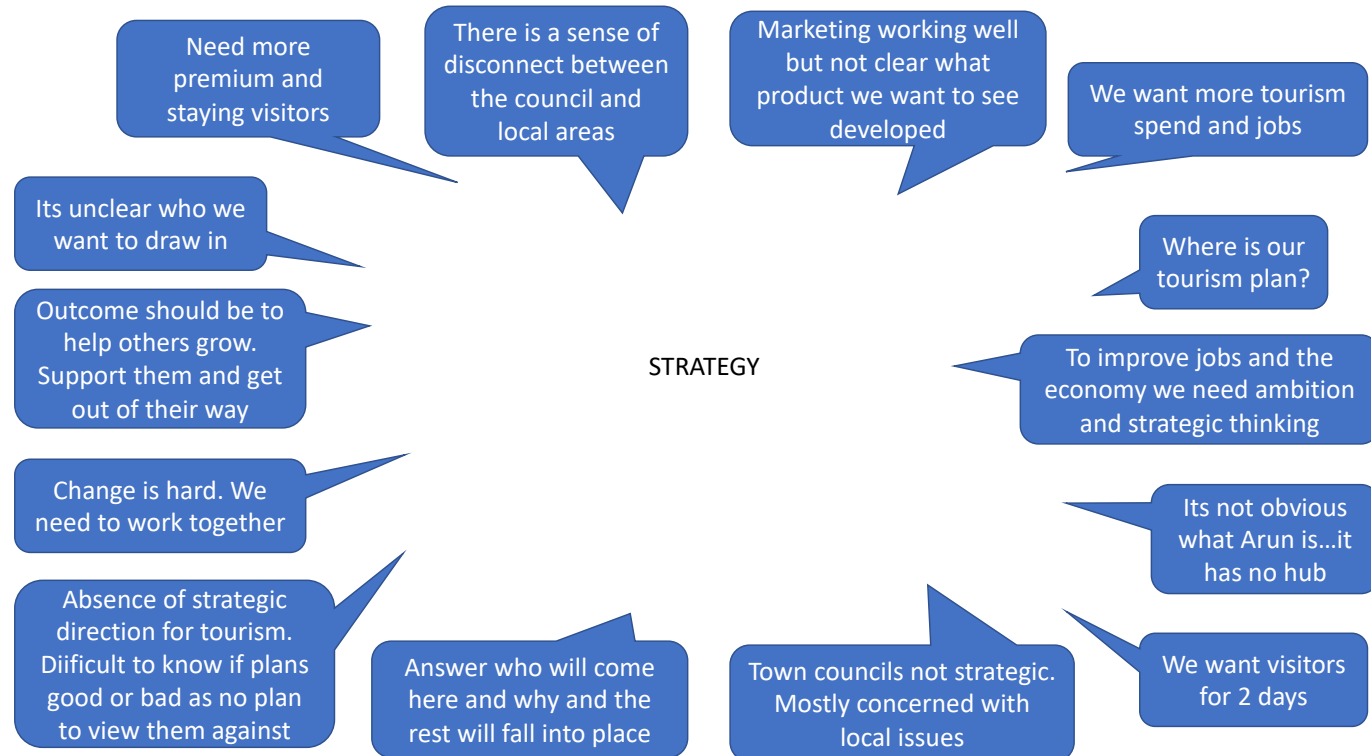 Need more
premium and
staying visitors
There is a sense of
disconnect between
the council and
local areas
Marketing working well
but not clear what
product we want to see
developed
We want more tourism
spend and jobs
Its unclear who we
want to draw in
Where is our
tourism plan?
Outcome should be to
help others grow.
Support them and get
out of their way
STRATEGY
To improve jobs and the
economy we need ambition
and strategic thinking
Change is hard. We
need to work together
Its not obvious
what Arun is...it
has no hub
Absence of strategic
direction for tourism.
Diifficult to know if plans
good or bad as no plan
to view them against
Answer who will come
here and why and the
rest will fall into place
Town councils not strategic.
Mostly concerned with
local issues
We want visitors
for 2 days